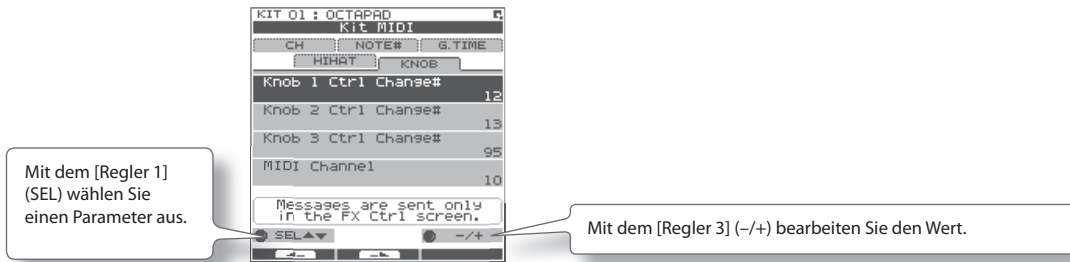 KIT 01 : OCTAPAD
Kit MIDI
CH NOTE# G.TIME
HIHAT KNOB
Knob 1 Ctrl Change#
12
Knob 2 Ctrl Change#
13
Knob 3 Ctrl Change#
95
MIDI Channel
10
Messages are sent only
in the FX Ctrl screen.
SEL▲▼ −/+
Mit dem [Regler 1]
(SEL) wählen Sie
einen Parameter aus.
Mit dem [Regler 3] (−/+) bearbeiten Sie den Wert.